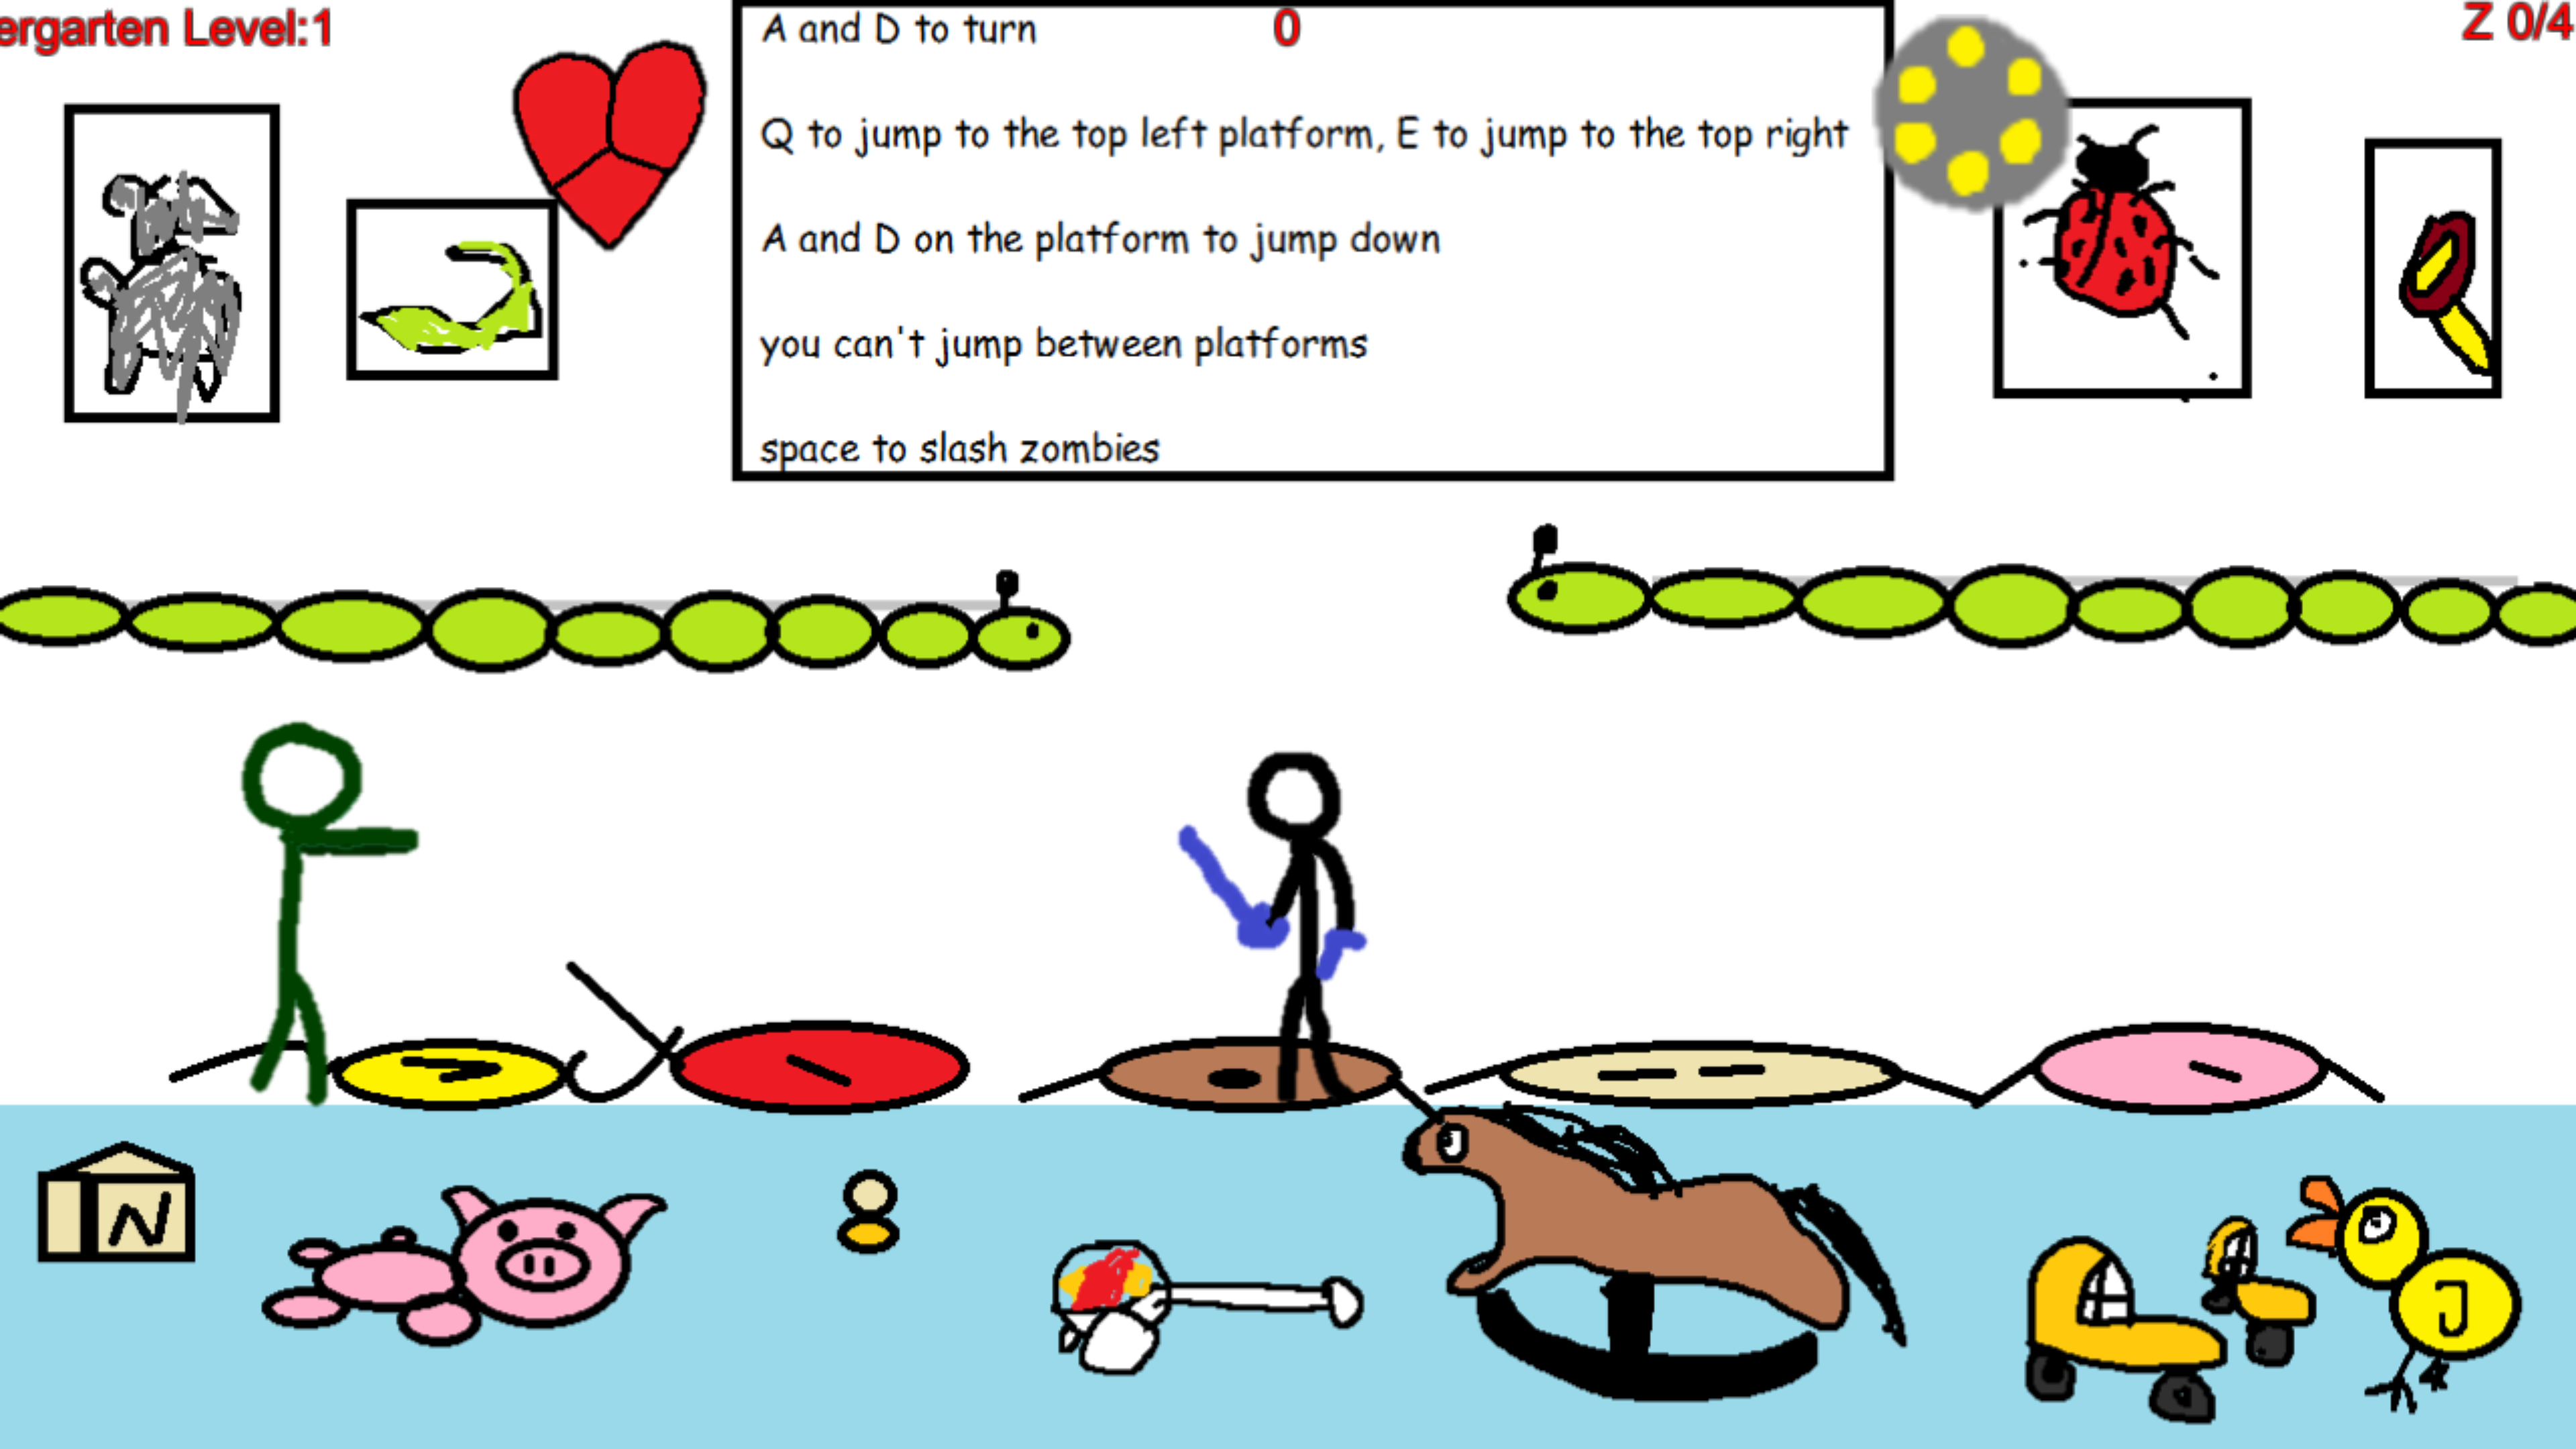 ergarten Level:1
0
Z 0/4
A and D to turn
Q to jump to the top left platform, E to jump to the top right
A and D on the platform to jump down
you can't jump between platforms
space to slash zombies
N
J